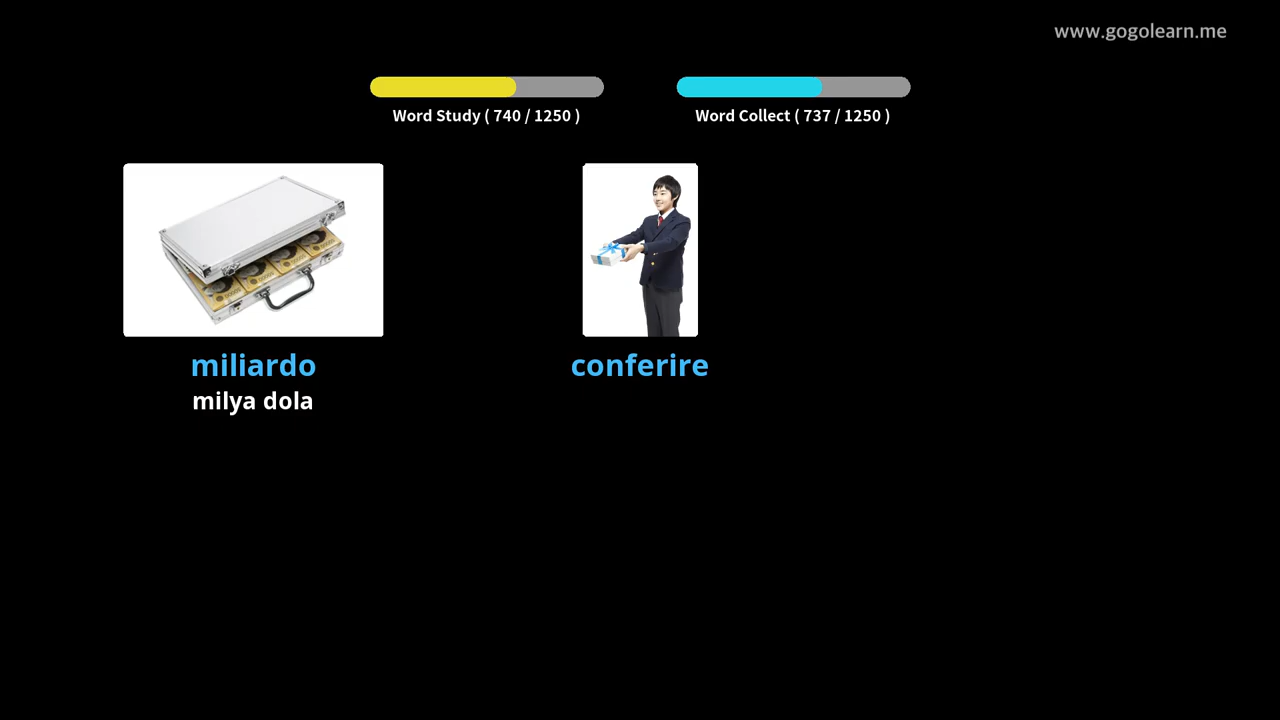 www.gogolearn.me
Word Study ( 740 / 1250 )
Word Collect ( 737 / 1250 )
miliardo
milya dola
conferire